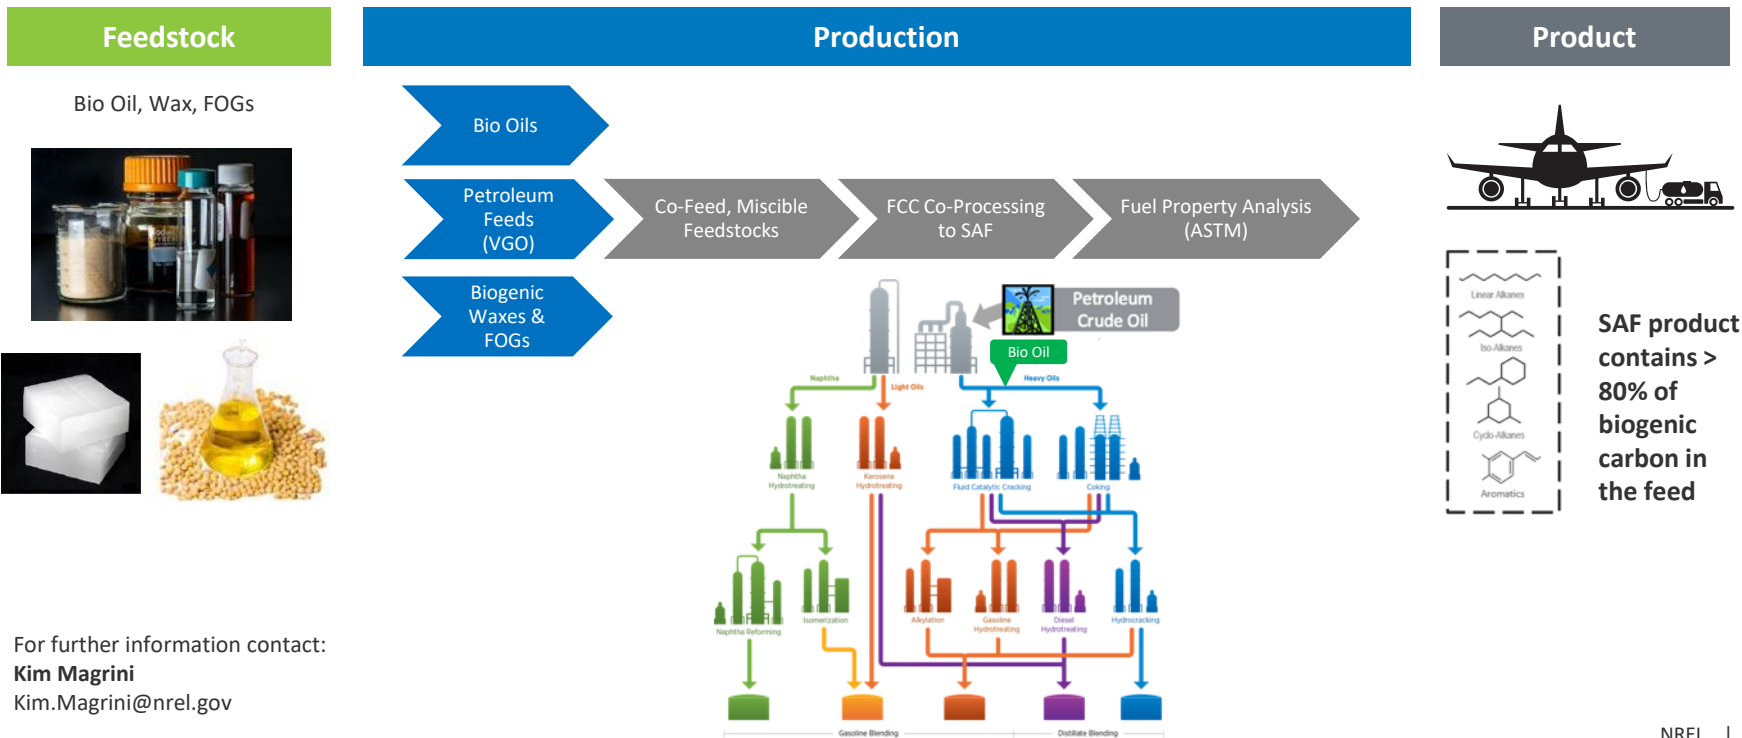 Feedstock
Production
Product
Bio Oil, Wax, FOGs
Bio Oils
Petroleum
Feeds
(VGO)
Biogenic
Waxes &
FOGs
Co-Feed, Miscible
Feedstocks
FCC Co-Processing
to SAF
Fuel Property Analysis
(ASTM)
Petroleum
Crude Oil
Bio Oil
Naphtha
Light Oils
Heavy Oils
Naphtha
Hydrotreating
Kerosene
Hydrotreating
Fluid Catalytic Cracking
Coking
Naphtha Reforming
Isomerization
Alkylation
Gasoline
Hydrotreating
Diesel
Hydrotreating
Hydrocracking
Gasoline Blending
Distillate Blending
Linear Alkanes
Iso-Alkanes
Cyclo-Alkanes
Aromatics
SAF product
contains >
80% of
biogenic
carbon in
the feed
For further information contact:
Kim Magrini
Kim.Magrini@nrel.gov
NREL |